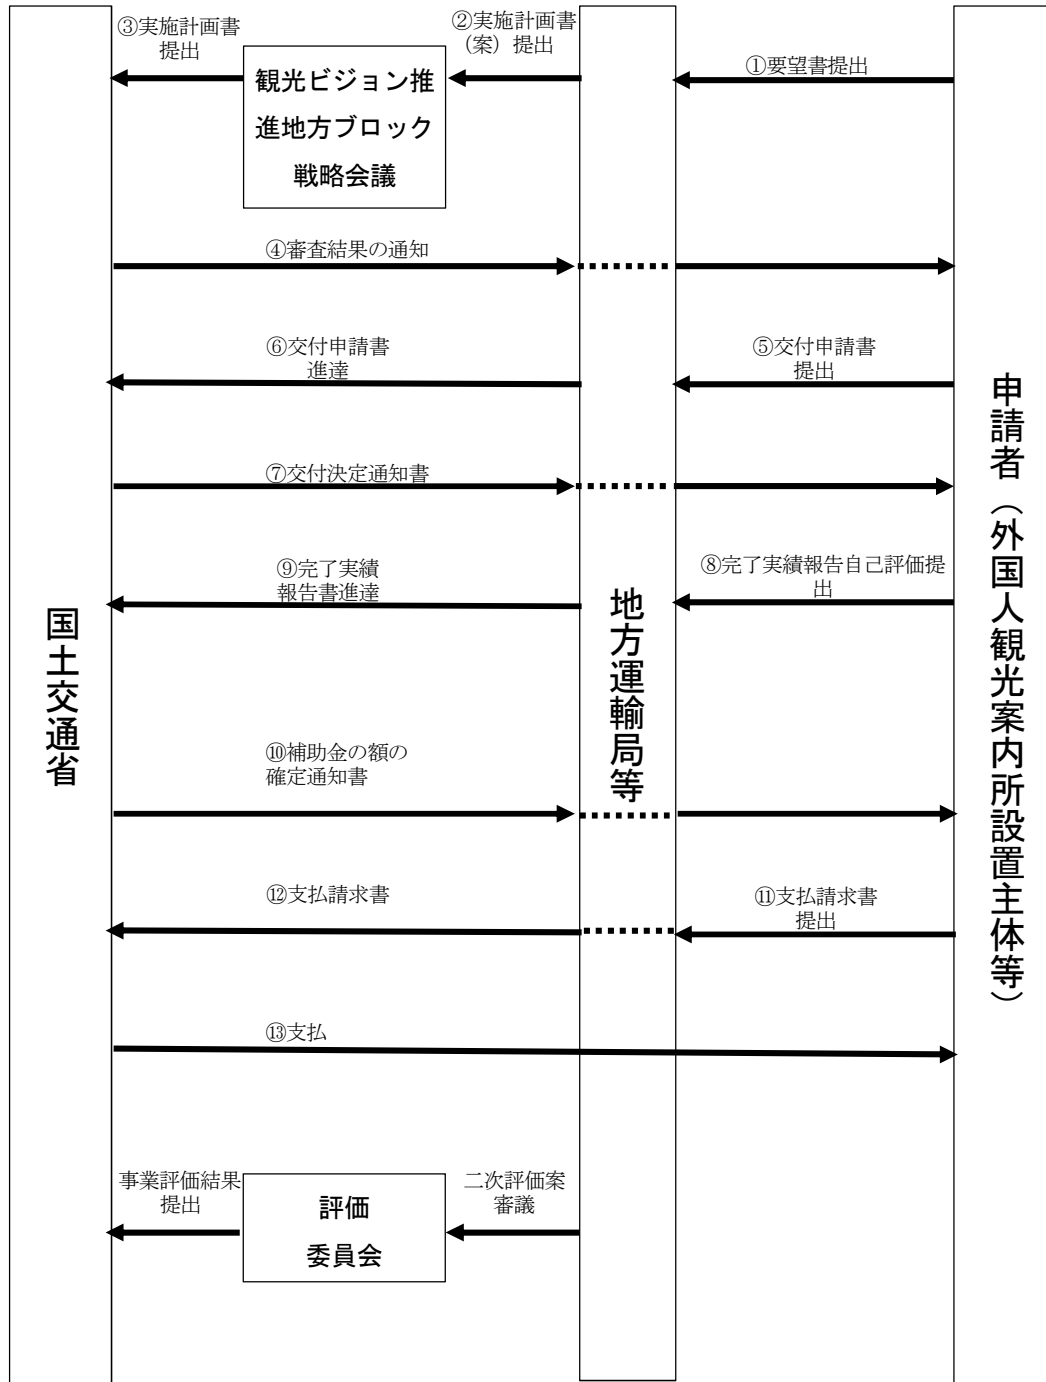 ③実施計画書
提出
②実施計画書
（案）提出
①要望書提出
観光ビジョン推
進地方ブロック
戦略会議
④審査結果の通知
⑥交付申請書
進達
⑤交付申請書
提出
⑦交付決定通知書
⑨完了実績
報告書進達
⑧完了実績報告自己評価提
出
国土交通省
地方運輸局等
申請者（外国人観光案内所設置主体等）
⑩補助金の額の
確定通知書
⑫支払請求書
⑪支払請求書
提出
⑬支払
事業評価結果
提出
評価
委員会
二次評価案
審議